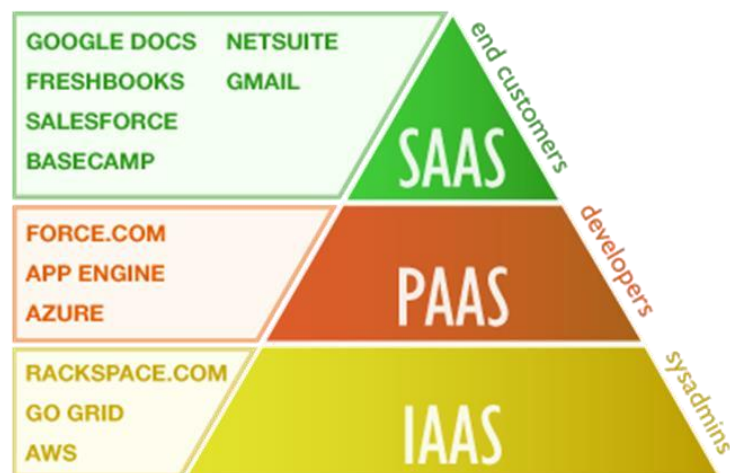 GOOGLE DOCS NETSUITE
FRESHBOOKS GMAIL
SALESFORCE
BASECAMP
SAAS
end customers
FORCE.COM
APP ENGINE
AZURE
PAAS
developers
RACKSPACE.COM
GO GRID
AWS
IAAS
sysadmins